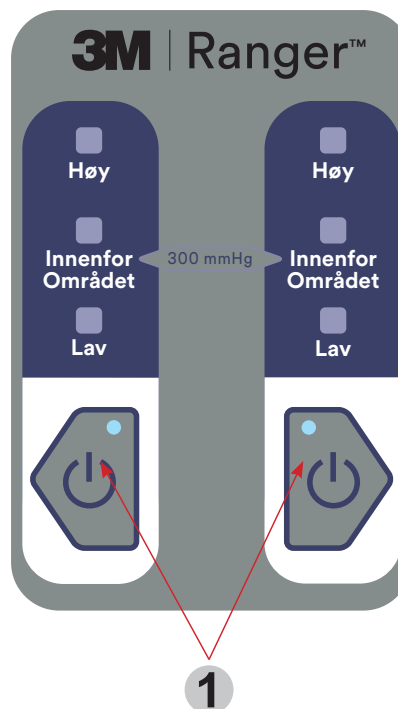 3M | Ranger™
Høy
Høy
Innenfor
Området
300 mmHg
Innenfor
Området
Lav
Lav
1